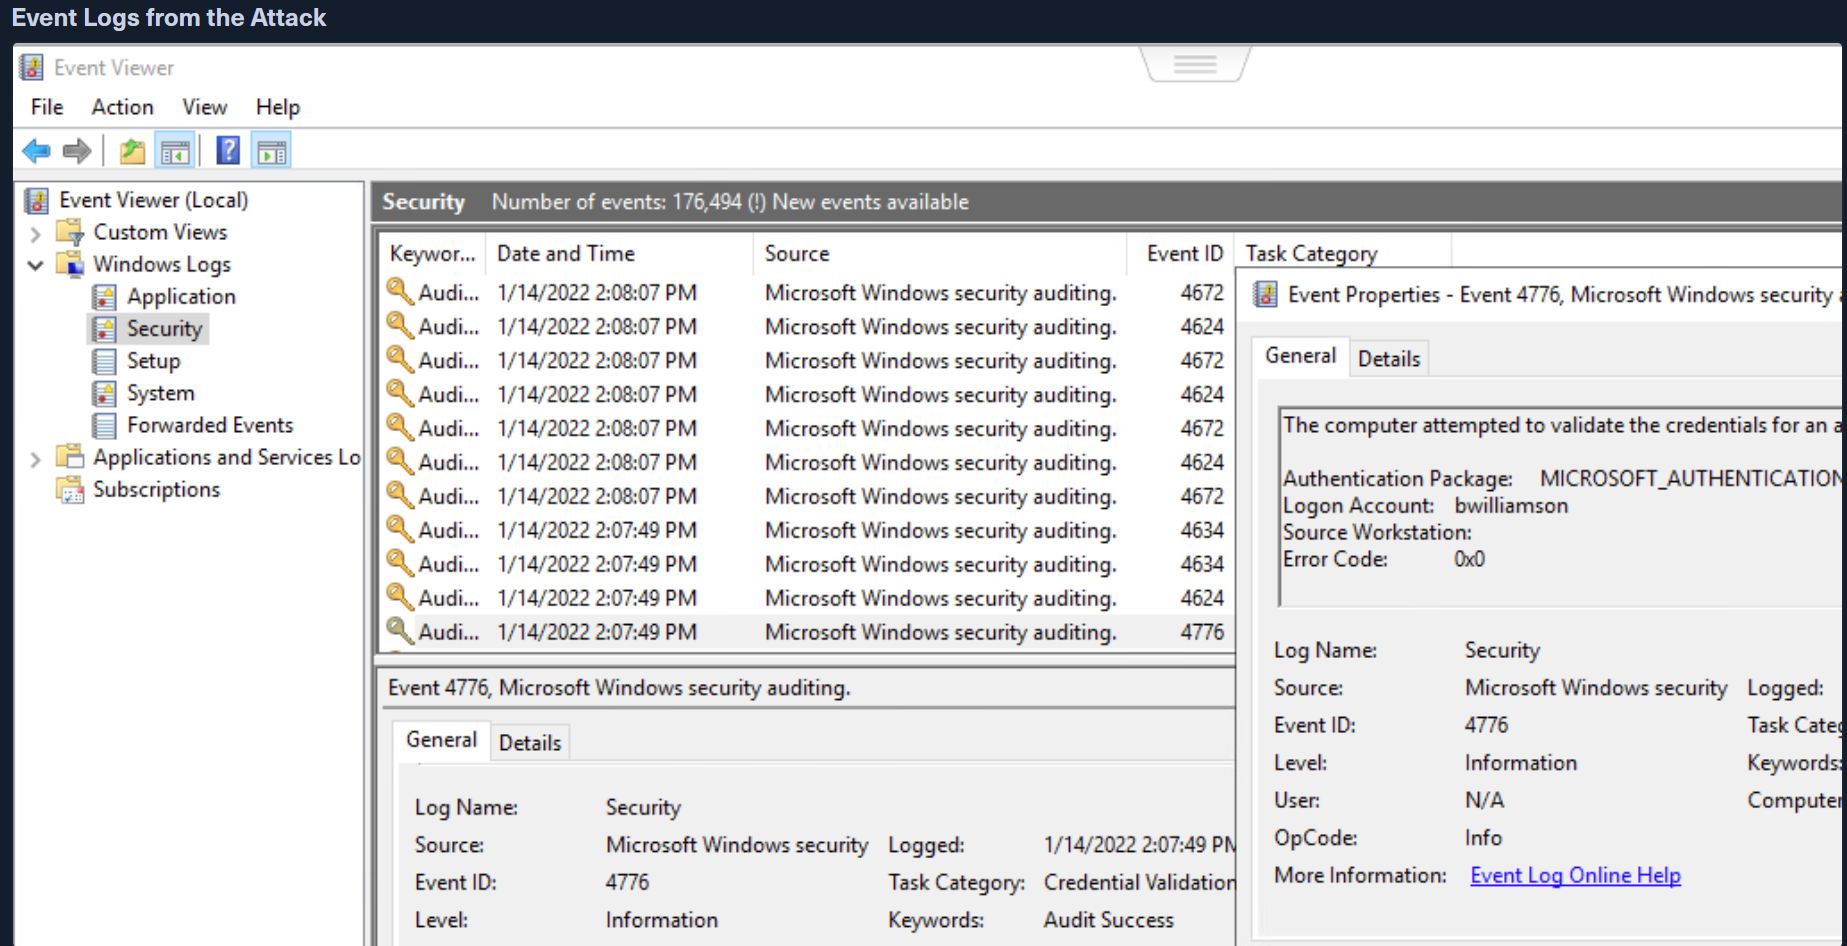 Event Logs from the Attack
Event Viewer
File Action View Help
Event Viewer (Local)
Custom Views
Windows Logs
Application
Security
Setup
System
Forwarded Events
Applications and Services Lo
Subscriptions
Security Number of events: 176,494 (!) New events available
Keywor... Date and Time Source Event ID Task Category
Audi... 1/14/2022 2:08:07 PM Microsoft Windows security auditing. 4672
Audi... 1/14/2022 2:08:07 PM Microsoft Windows security auditing. 4624
Audi... 1/14/2022 2:08:07 PM Microsoft Windows security auditing. 4672
Audi... 1/14/2022 2:08:07 PM Microsoft Windows security auditing. 4624
Audi... 1/14/2022 2:08:07 PM Microsoft Windows security auditing. 4672
Audi... 1/14/2022 2:08:07 PM Microsoft Windows security auditing. 4624
Audi... 1/14/2022 2:08:07 PM Microsoft Windows security auditing. 4672
Audi... 1/14/2022 2:07:49 PM Microsoft Windows security auditing. 4634
Audi... 1/14/2022 2:07:49 PM Microsoft Windows security auditing. 4634
Audi... 1/14/2022 2:07:49 PM Microsoft Windows security auditing. 4624
Audi... 1/14/2022 2:07:49 PM Microsoft Windows security auditing. 4776
Event 4776, Microsoft Windows security auditing.
General Details
Log Name: Security
Source: Microsoft Windows security Logged: 1/14/2022 2:07:49 PM
Event ID: 4776 Task Category: Credential Validation
Level: Information Keywords: Audit Success
Event Properties - Event 4776, Microsoft Windows security a
General Details
The computer attempted to validate the credentials for an a
Authentication Package: MICROSOFT_AUTHENTICATION
Logon Account: bwilliamson
Source Workstation:
Error Code: 0x0
Log Name: Security
Source: Microsoft Windows security Logged:
Event ID: 4776 Task Categ
Level: Information Keywords:
User: N/A Computer
OpCode: Info
More Information: Event Log Online Help